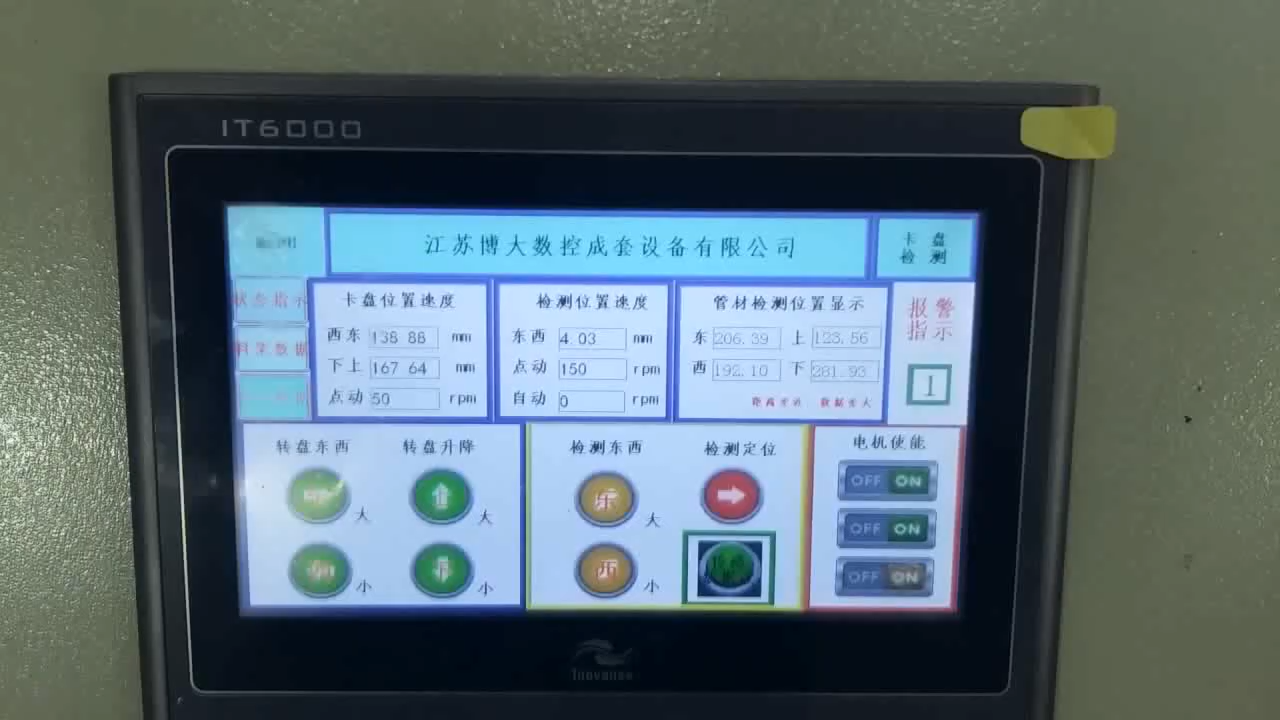 IT6000
江苏博大数控成套设备有限公司
卡盘
检测
状态指示
卡盘位置速度
西东 138 88 mm
下上 167 64 mm
点动 50 rpm
检测位置速度
东西 4.03 mm
点动 150 rpm
自动 0 rpm
管材检测位置显示
东 206.39 上 123.56
西 192.10 下 281.93
报警
指示
1
转盘东西 转盘升降
大 大
小 小
检测东西 检测定位
东 大
西 小
电机使能
OFF ON
OFF ON
OFF ON
Inovance